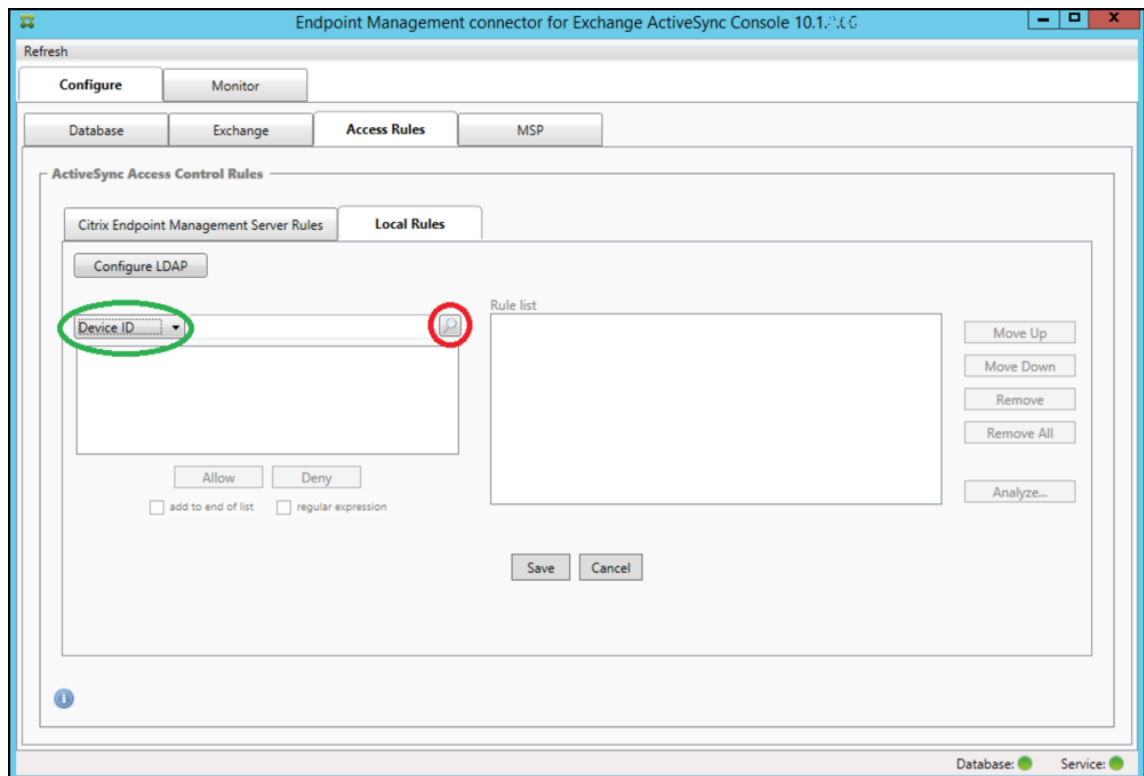 Endpoint Management connector for Exchange ActiveSync Console 10.1.
Refresh
Configure Monitor
Database Exchange Access Rules MSP
ActiveSync Access Control Rules
Citrix Endpoint Management Server Rules Local Rules
Configure LDAP
Rule list
Device ID
Move Up
Move Down
Remove
Remove All
Allow Deny
Analyze...
add to end of list regular expression
Save Cancel
Database: Service: